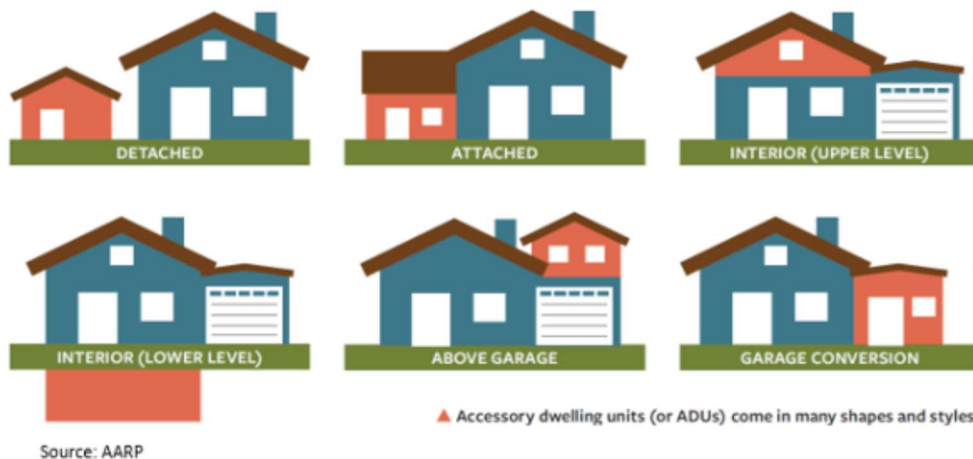 DETACHED
ATTACHED
INTERIOR (UPPER LEVEL)
INTERIOR (LOWER LEVEL)
ABOVE GARAGE
GARAGE CONVERSION
▲ Accessory dwelling units (or ADUs) come in many shapes and styles
Source: AARP